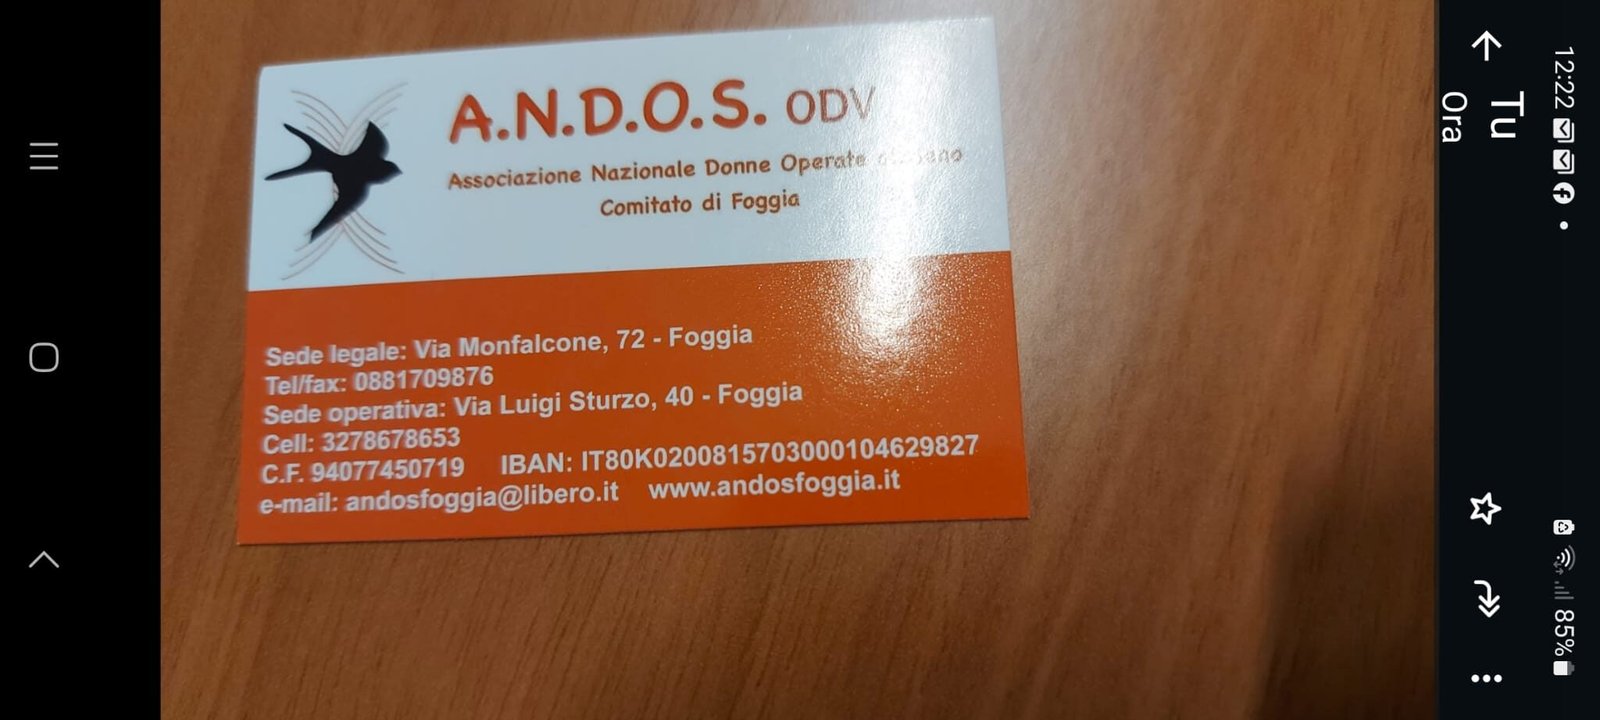 A.N.D.O.S. ODV
Associazione Nazionale Donne Operate al seno
Comitato di Foggia
Sede legale: Via Monfalcone, 72 - Foggia
Tel/fax: 0881709876
Sede operativa: Via Luigi Sturzo, 40 - Foggia
Cell: 3278678653
C.F. 94077450719 IBAN: IT80K0200815703000104629827
e-mail: andosfoggia@libero.it www.andosfoggia.it
12:22
85%
Tu
Ora